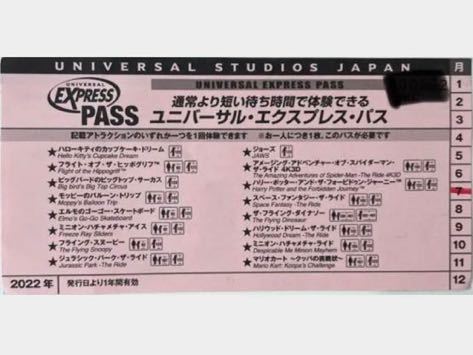 UNIVERSAL STUDIOS JAPAN 月
UNIVERSAL
EXPRESS
PASS
UNIVERSAL EXPRESS PASS
通常より短い待ち時間で体験できる
ユニバーサル・エクスプレス・パス
記載アトラクションのいずれか一つを1回体験できます ※お一人につき1枚、このパスが必要です
★ハローキティのカップケーキ・ドリーム
Hello Kitty's Cupcake Dream
★フライト・オブ・ザ・ヒッポグリフ™
Flight of the Hippogriff™
★ビッグバードのビッグトップ・サーカス
Big bird's Big Top Circus
★モッピーのバルーン・トリップ
Moppy's Balloon Trip
★エルモのゴーゴー・スケートボード
Elmo's Go-Go Skateboard
★ミニオン・ハチャメチャ・アイス
Freeze Ray Sliders
★フライング・スヌーピー
The Flying Snoopy
★ジュラシック・パーク・ザ・ライド
Jurassic Park -The Ride
★ジョーズ
JAWS
★アメージング・アドベンチャー・オブ・スパイダーマン・
ザ・ライド 4K3D
The Amazing Adventures of Spider-Man -The Ride 4K3D
★ハリー・ポッター・アンド・ザ・フォービドゥン・ジャーニー™
Harry Potter and the Forbidden Journey™
★スペース・ファンタジー・ザ・ライド
Space Fantasy -The Ride
★ザ・フライング・ダイナソー
The Flying Dinosaur
★ハリウッド・ドリーム・ザ・ライド
Hollywood Dream -The Ride
★ミニオン・ハチャメチャ・ライド
Despicable Me Minion Mayhem
★マリオカート ~クッパの挑戦状~
Mario Kart: Koopa's Challenge
1
2
3
4
5
6
7
8
9
10
11
12
2022年 発行日より1年間有効